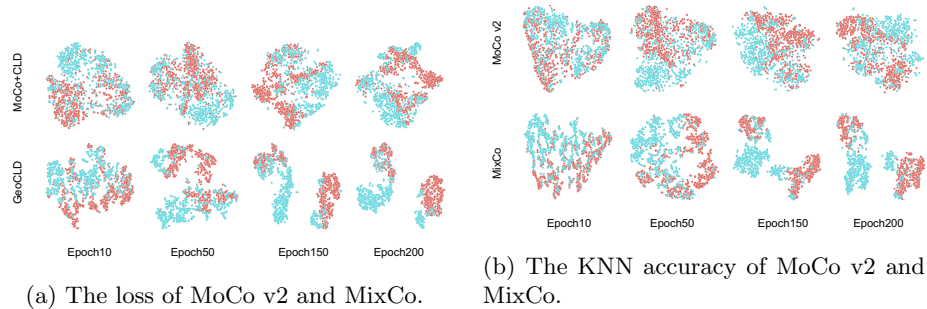 MoCo+CLD
GeoCLD
Epoch10 Epoch50 Epoch150 Epoch200
(a) The loss of MoCo v2 and MixCo.
MoCo v2
MixCo
Epoch10 Epoch50 Epoch150 Epoch200
(b) The KNN accuracy of MoCo v2 and
MixCo.